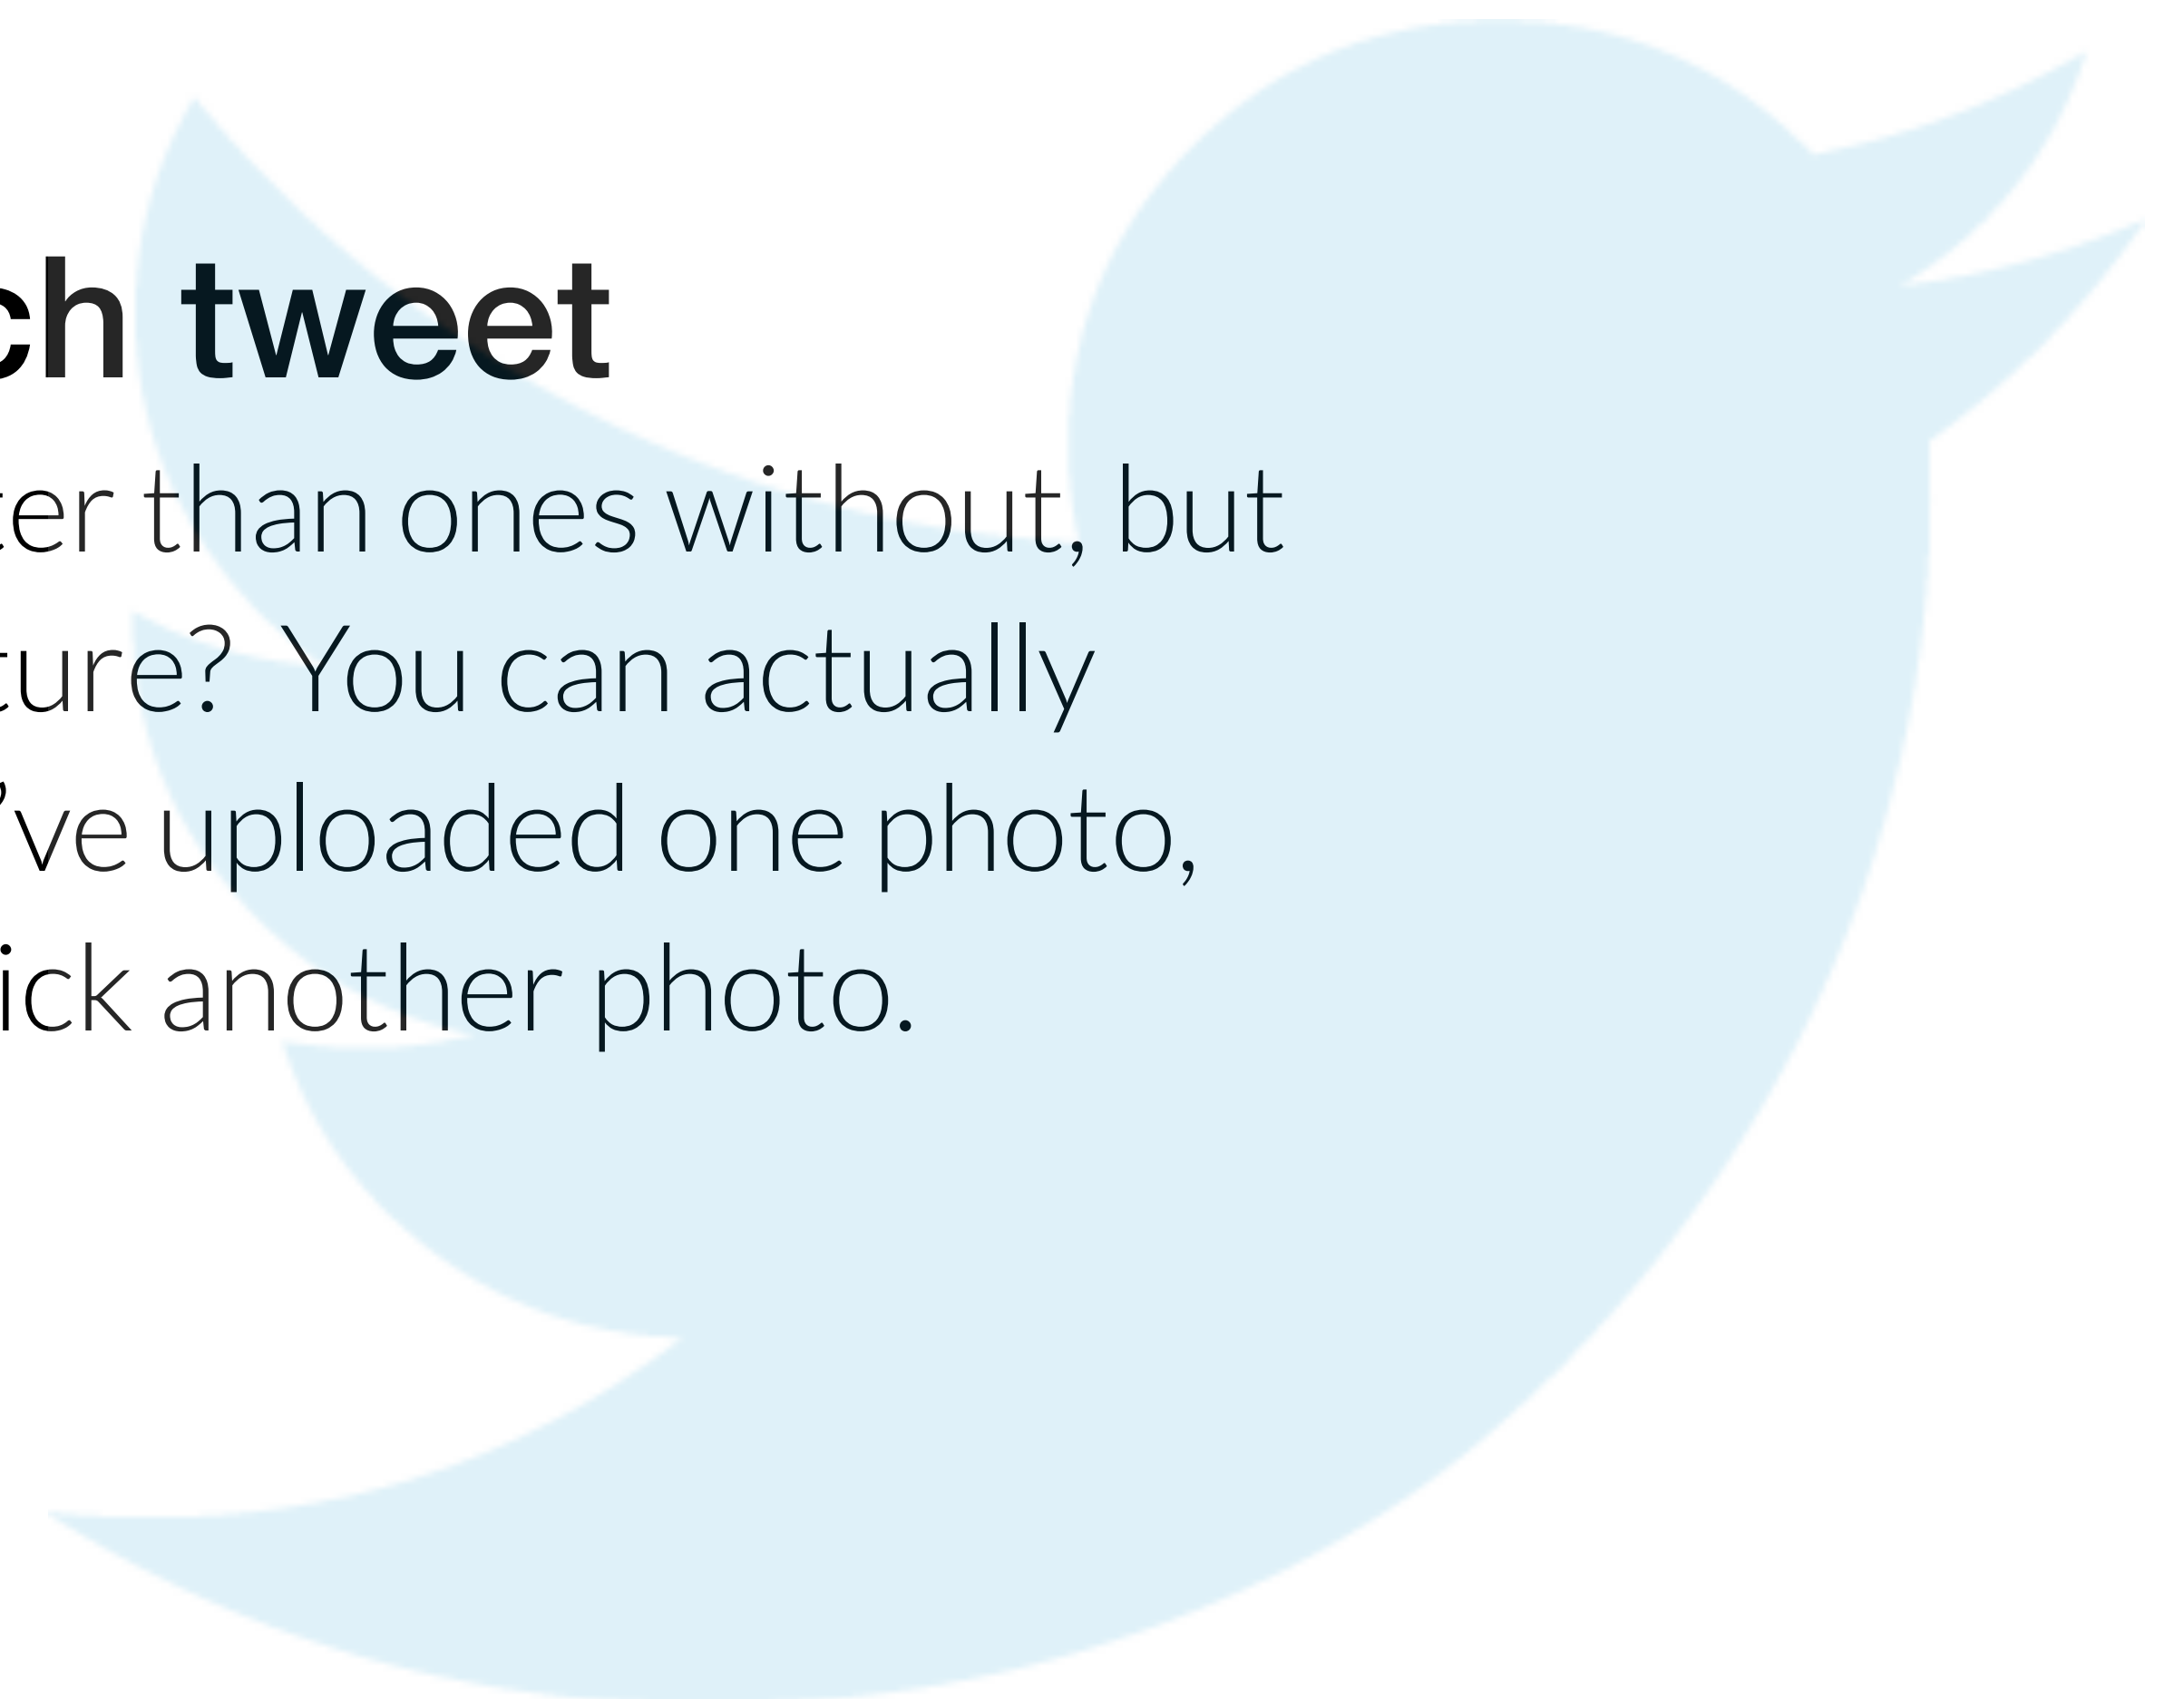 ch tweet
ter than ones without, but
ture? You can actually
’ve uploaded one photo,
ick another photo.